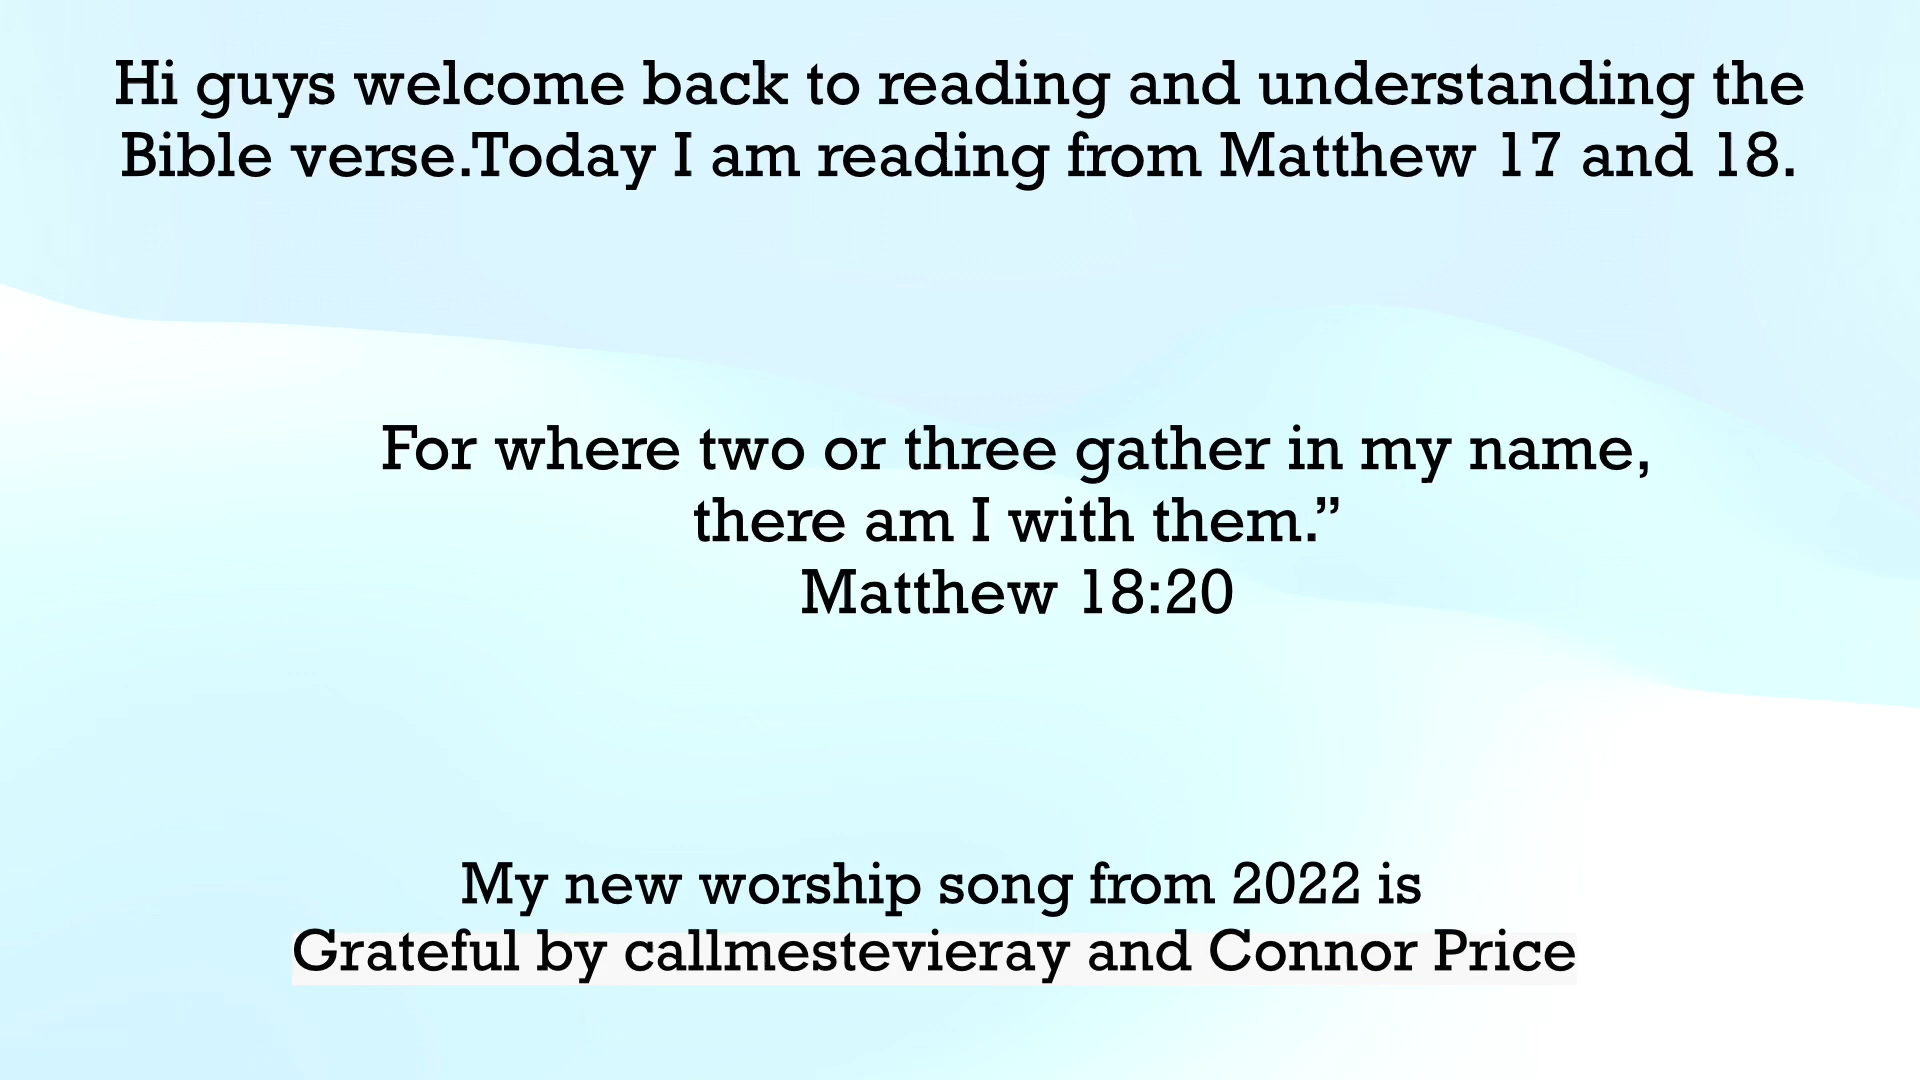 Hi guys welcome back to reading and understanding the
Bible verse.Today I am reading from Matthew 17 and 18.
For where two or three gather in my name,
there am I with them.”
Matthew 18:20
My new worship song from 2022 is
Grateful by callmestevieray and Connor Price